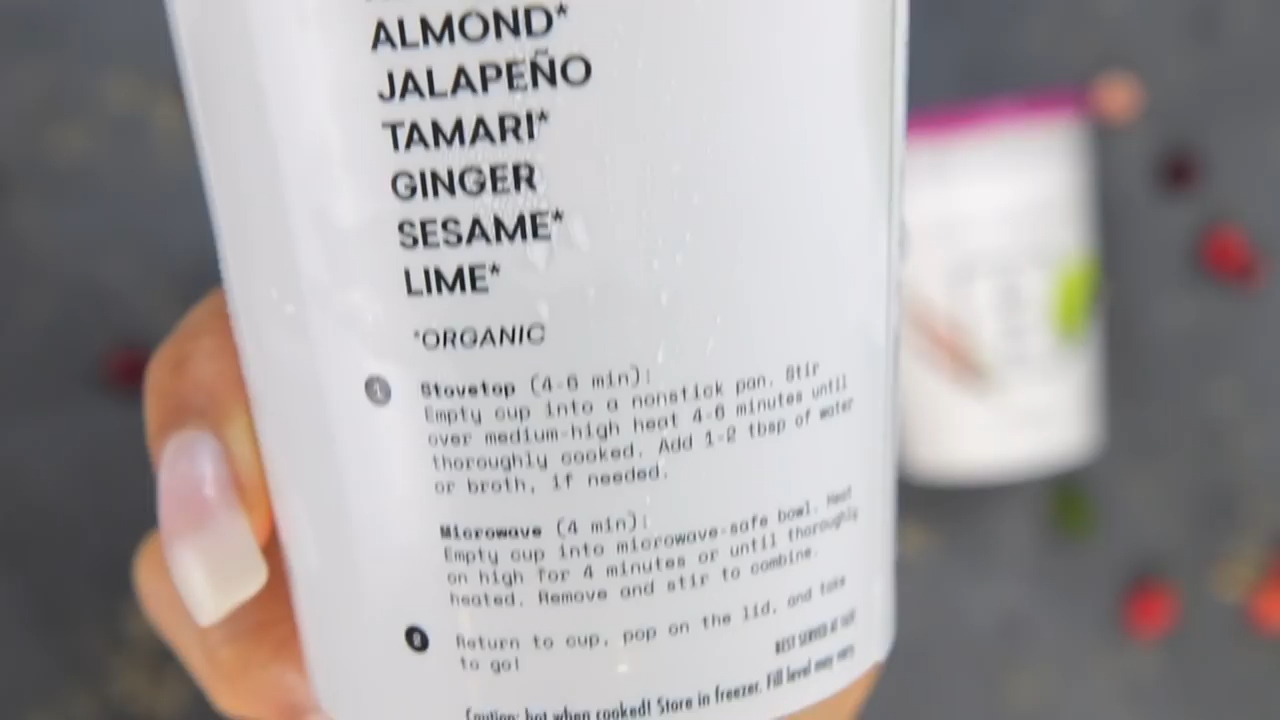 ALMOND*
JALAPEÑO
TAMARI*
GINGER
SESAME*
LIME*
*ORGANIC
1
Stovetop (4-6 min):
Empty cup into a nonstick pan. Stir
over medium-high heat 4-6 minutes until
thoroughly cooked. Add 1-2 tbsp of water
or broth, if needed.
Microwave (4 min):
Empty cup into microwave-safe bowl. Heat
on high for 4 minutes or until thoroughly
heated. Remove and stir to combine.
Return to cup, pop on the lid, and take
to go!
BEST SERVED AT
Caution: hot when cooked! Store in freezer. Fill level may vary